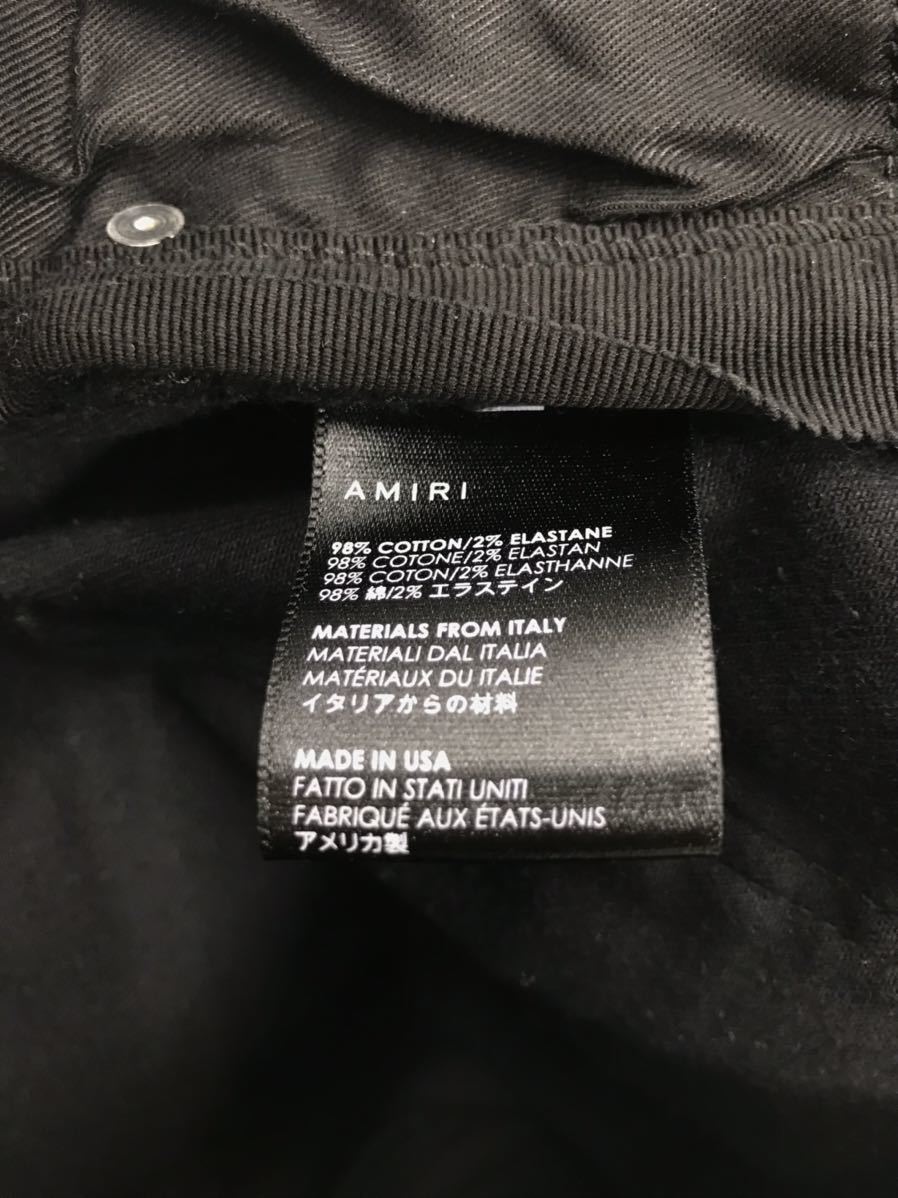 AMIRI
98% COTTON/2% ELASTANE
98% COTONE/2% ELASTAN
98% COTON/2% ELASTHANNE
98% 綿/2% エラステイン
MATERIALS FROM ITALY
MATERIALI DAL ITALIA
MATÉRIAUX DU ITALIE
イタリアからの材料
MADE IN USA
FATTO IN STATI UNITI
FABRIQUÉ AUX ÉTATS-UNIS
アメリカ製